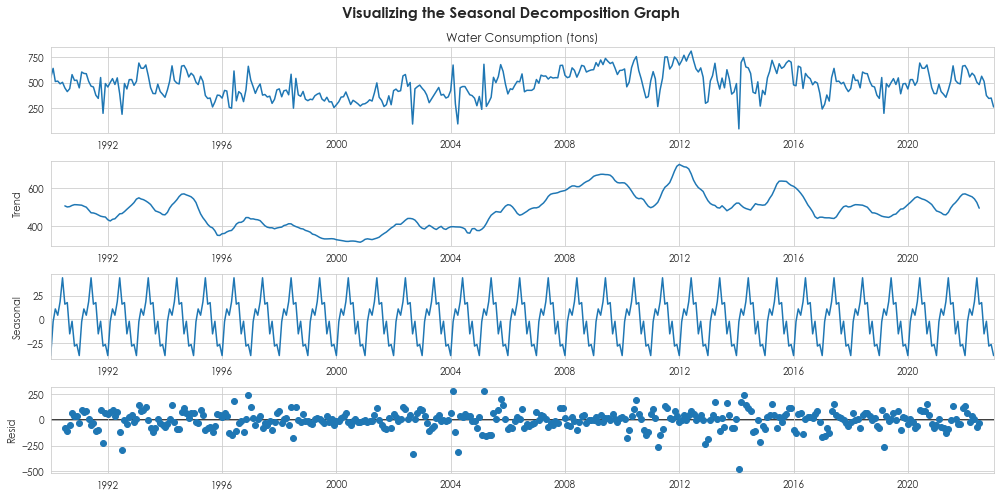 Visualizing the Seasonal Decomposition Graph
Water Consumption (tons)
750
500
250
1992 1996 2000 2004 2008 2012 2016 2020
Trend
600
400
1992 1996 2000 2004 2008 2012 2016 2020
Seasonal
25
0
−25
1992 1996 2000 2004 2008 2012 2016 2020
Resid
250
0
−250
−500
1992 1996 2000 2004 2008 2012 2016 2020